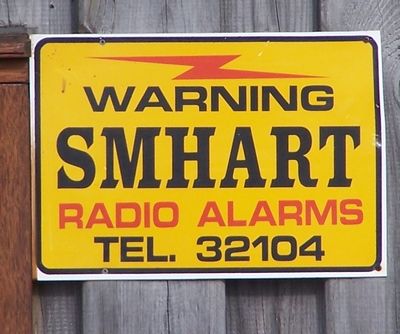 WARNING
SMHART
RADIO ALARMS
TEL. 32104